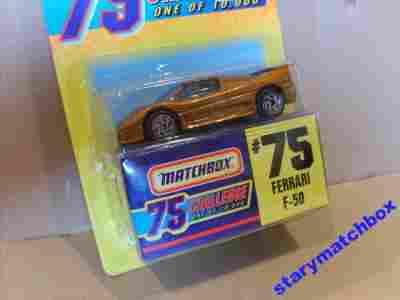 75
ONE OF 10,000
MATCHBOX
75 CHALLENGE
#75
FERRARI
F-50
starymatchbox